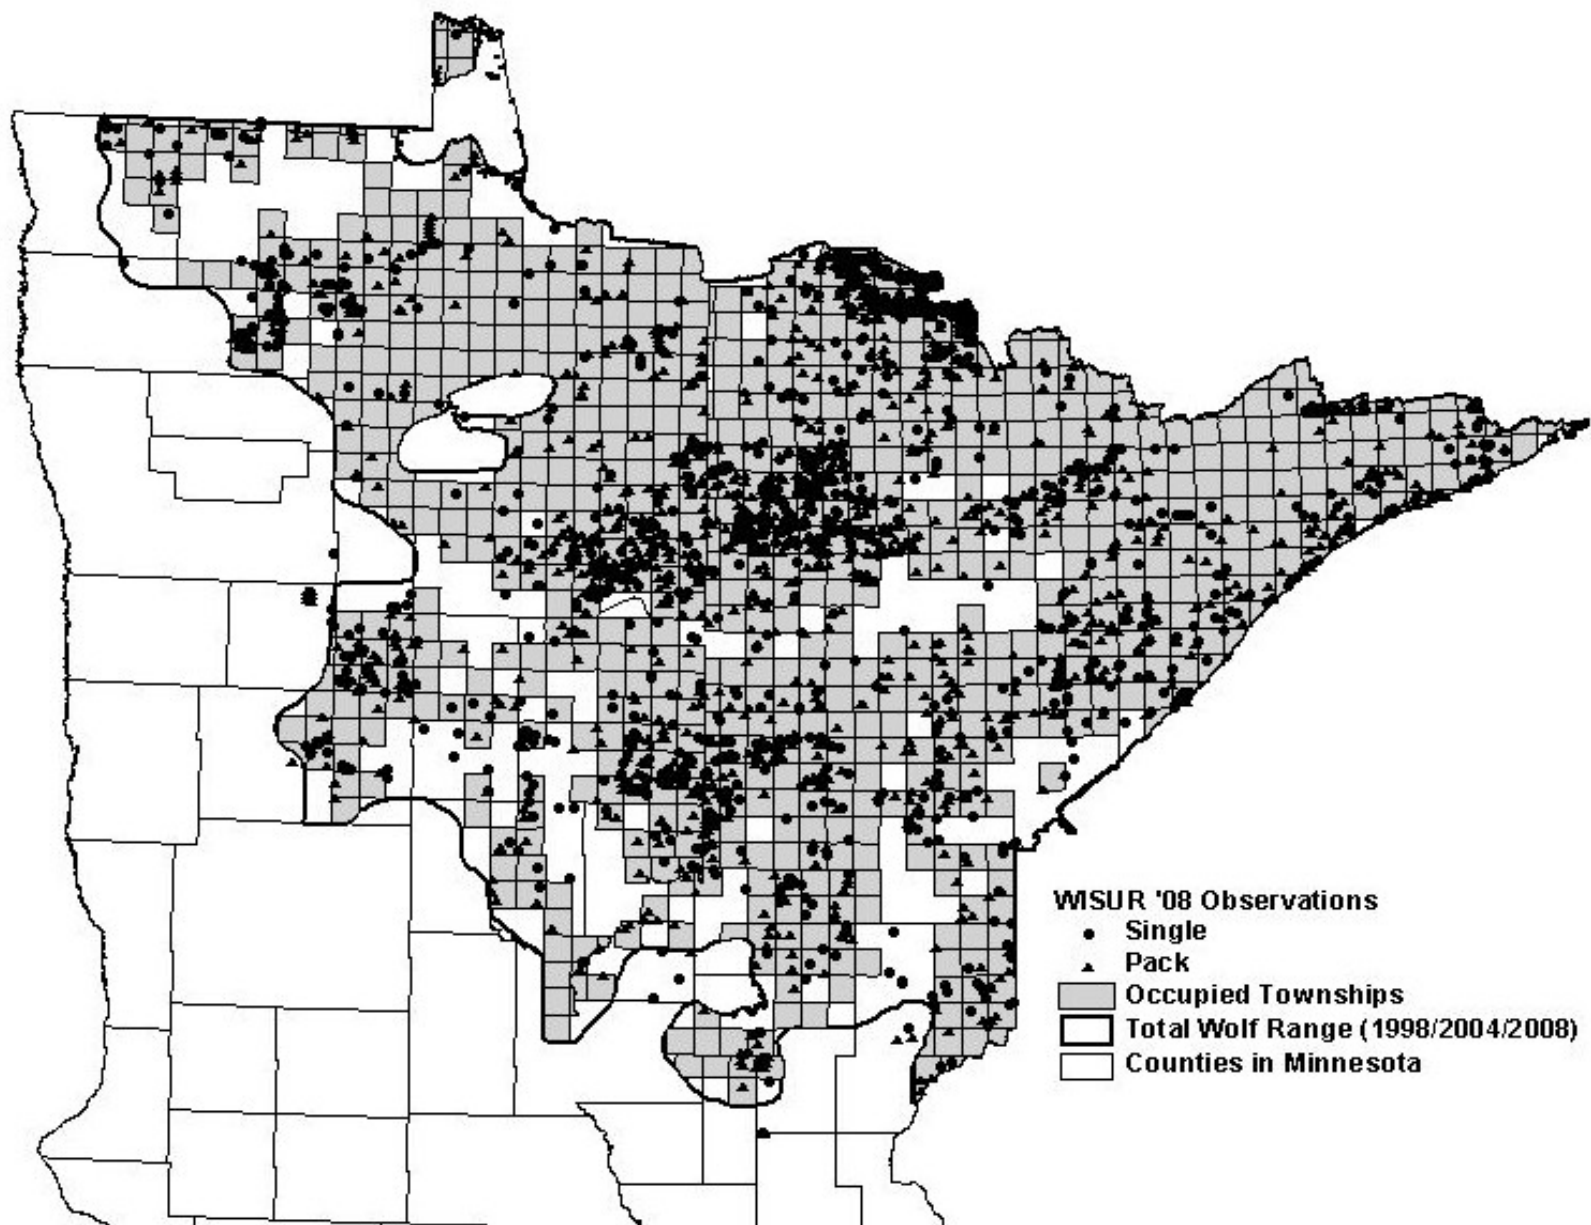 WISUR '08 Observations
Single
Pack
Occupied Townships
Total Wolf Range (1998/2004/2008)
Counties in Minnesota